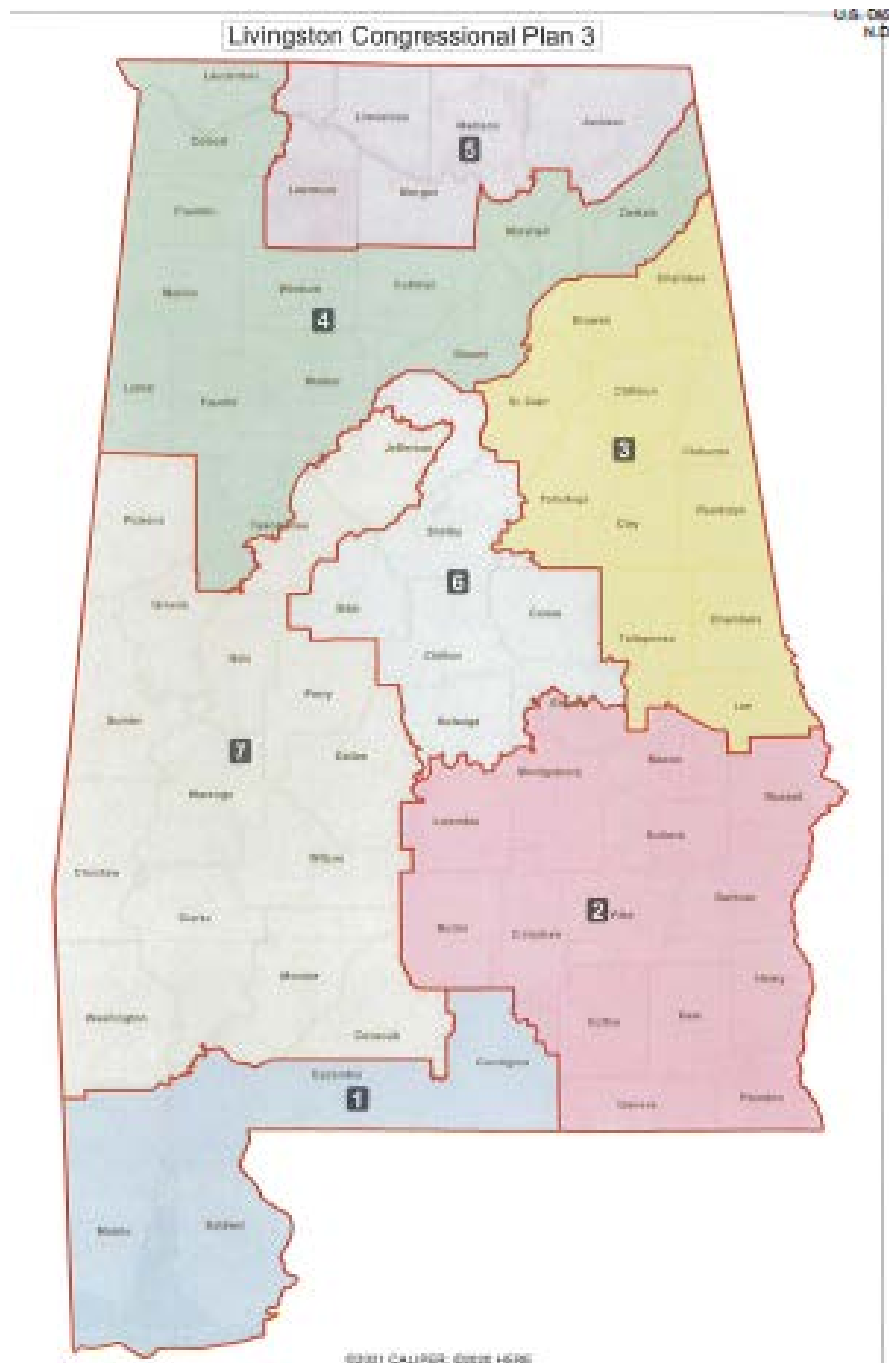 Livingston Congressional Plan 3
Limestone
Madison
Jackson
Colbert
5
Lawrence
Morgan
Franklin
Marshall
DeKalb
Marion
Winston
Cullman
Cherokee
4
Etowah
Blount
Lamar
Walker
Fayette
St. Clair
Calhoun
Jefferson
3
Cleburne
Pickens
Tuscaloosa
Talladega
Clay
Randolph
Shelby
6
Greene
Bibb
Coosa
Hale
Chilton
Tallapoosa
Chambers
Perry
Sumter
Autauga
Elmore
Lee
7
Dallas
Montgomery
Macon
Marengo
Russell
Lowndes
Bullock
Choctaw
Wilcox
Barbour
Clarke
Butler
Crenshaw
2
Pike
Monroe
Henry
Washington
Coffee
Dale
Conecuh
Covington
Escambia
1
Geneva
Houston
Mobile
Baldwin
©2021 CALIPER; ©2020 HERE